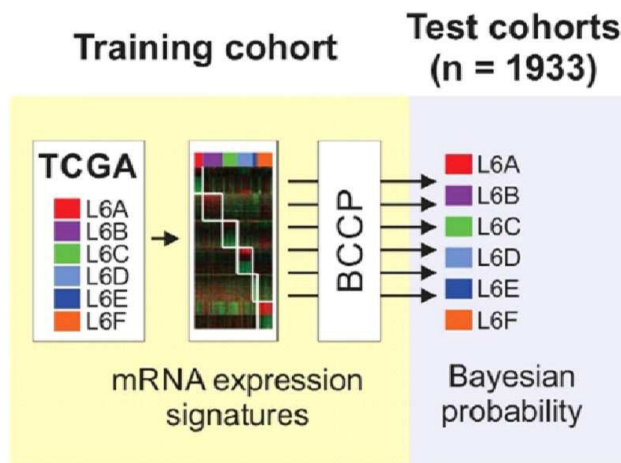 Training cohort
Test cohorts
(n = 1933)
TCGA
L6A
L6B
L6C
L6D
L6E
L6F
BCCP
L6A
L6B
L6C
L6D
L6E
L6F
mRNA expression
signatures
Bayesian
probability